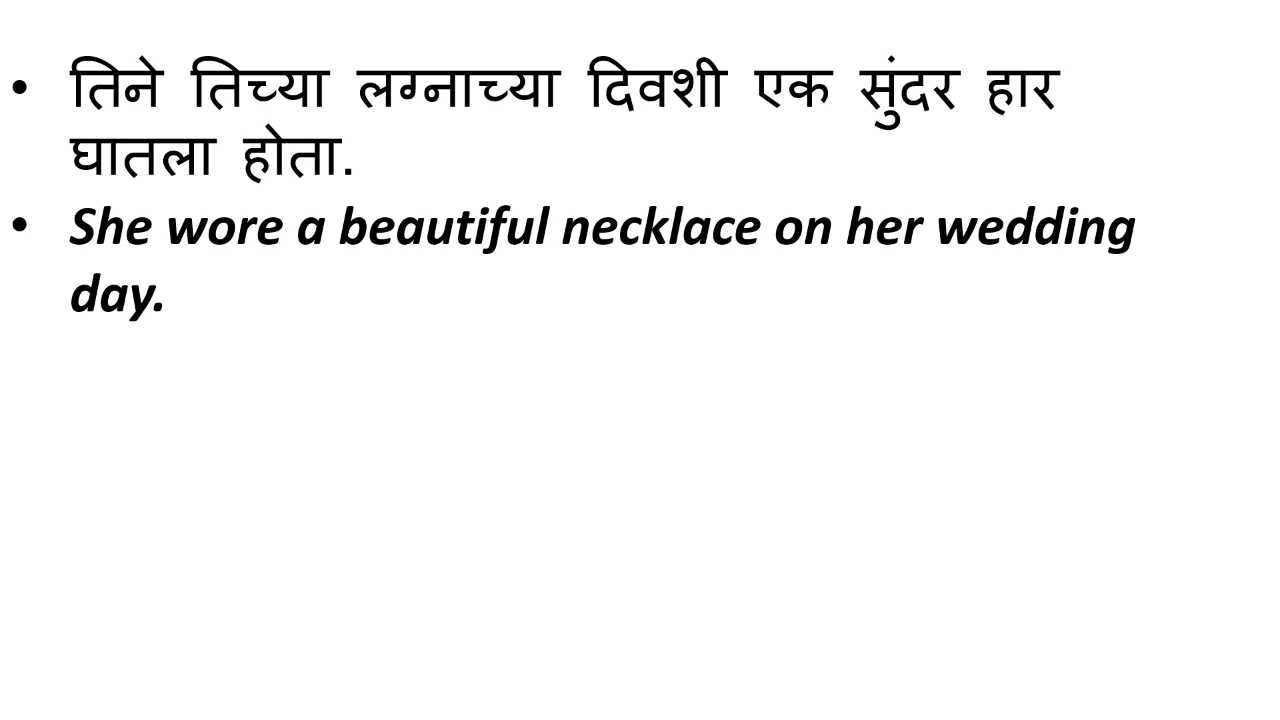 • तिने तिच्या लग्नाच्या दिवशी एक सुंदर हार
घातला होता.
• She wore a beautiful necklace on her wedding
day.